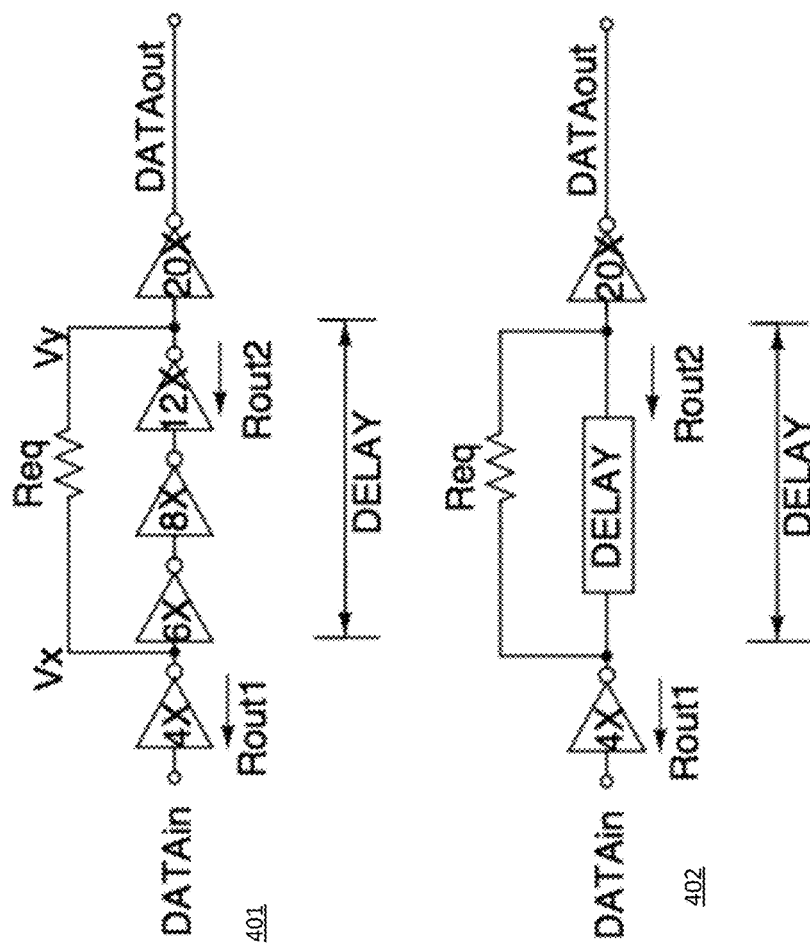 DATAin
4X
Rout1
Vx
6X
8X
12X
Req
Vy
Rout2
20X
DATAout
DELAY
401
DATAin
4X
Rout1
DELAY
Req
Rout2
20X
DATAout
DELAY
402